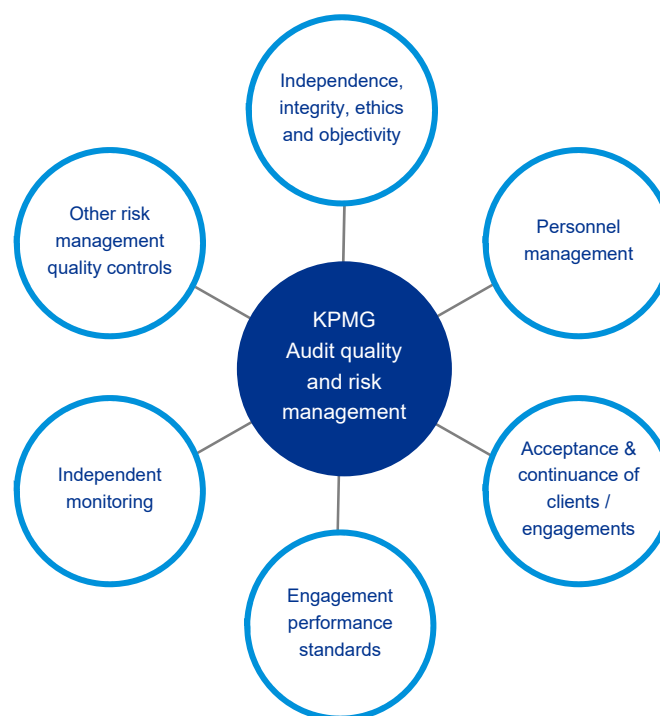 Independence,
integrity, ethics
and objectivity
Other risk
management
quality controls
Personnel
management
KPMG
Audit quality
and risk
management
Independent
monitoring
Acceptance &
continuance of
clients /
engagements
Engagement
performance
standards